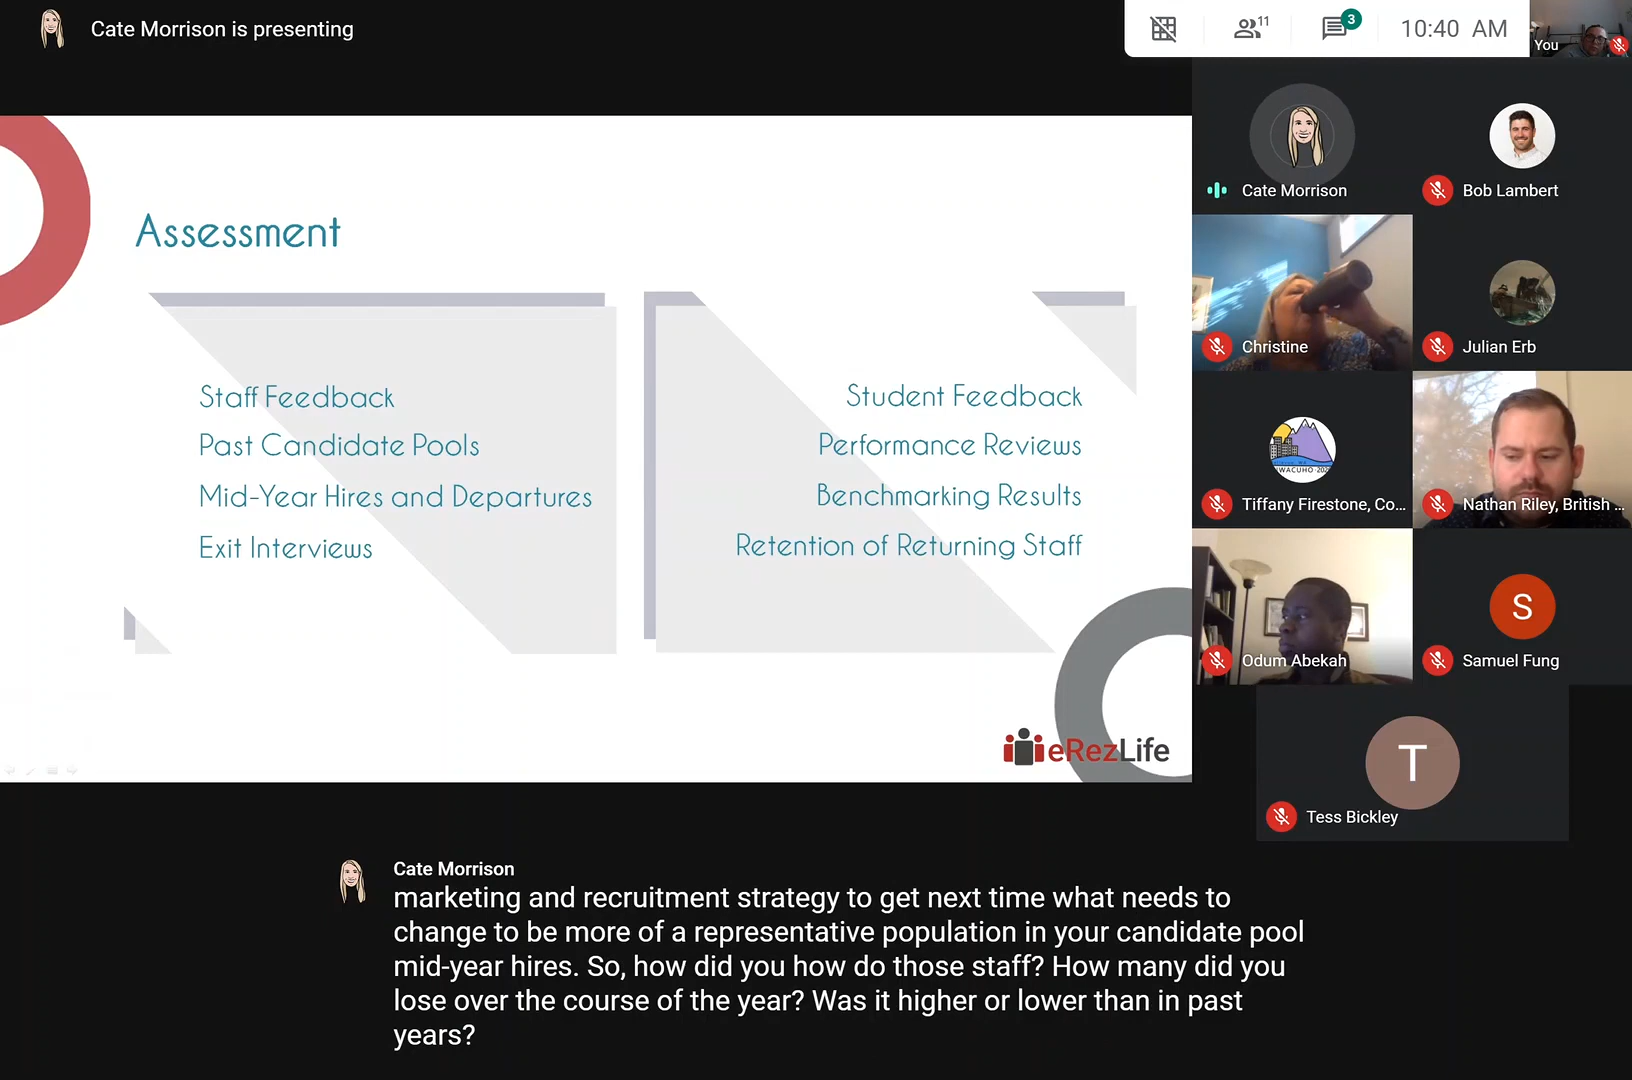 Cate Morrison is presenting
11
3
10:40 AM
You
Assessment
Staff Feedback
Past Candidate Pools
Mid-Year Hires and Departures
Exit Interviews
Student Feedback
Performance Reviews
Benchmarking Results
Retention of Returning Staff
eRezLife
Cate Morrison
Bob Lambert
Christine
Julian Erb
Tiffany Firestone, Co...
Nathan Riley, British ...
Odum Abekah
S
Samuel Fung
T
Tess Bickley
Cate Morrison
marketing and recruitment strategy to get next time what needs to
change to be more of a representative population in your candidate pool
mid-year hires. So, how did you how do those staff? How many did you
lose over the course of the year? Was it higher or lower than in past
years?